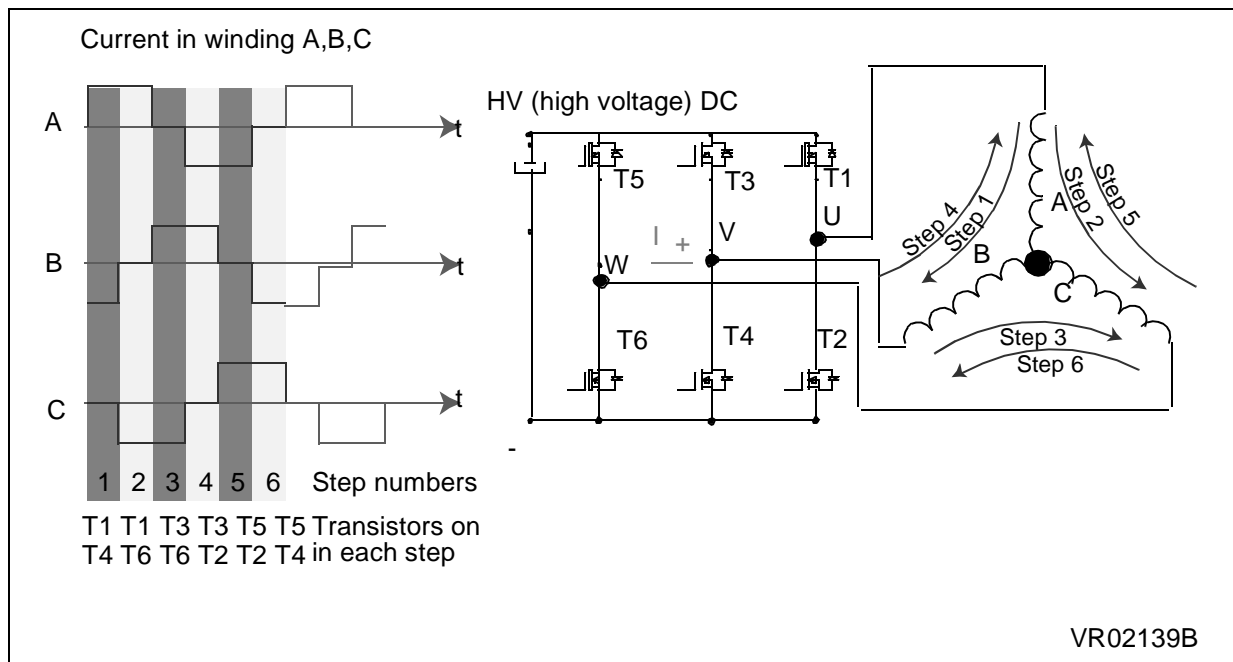 Current in winding A,B,C
HV (high voltage) DC
A
t
B
t
C
t
1 2 3 4 5 6 Step numbers
T1 T1 T3 T3 T5 T5 Transistors on
T4 T6 T6 T2 T2 T4 in each step
T5
T3
T1
U
I
+
V
W
T6
T4
T2
-
Step 4
Step 1
A
Step 2
Step 5
B
C
Step 3
Step 6
VR02139B